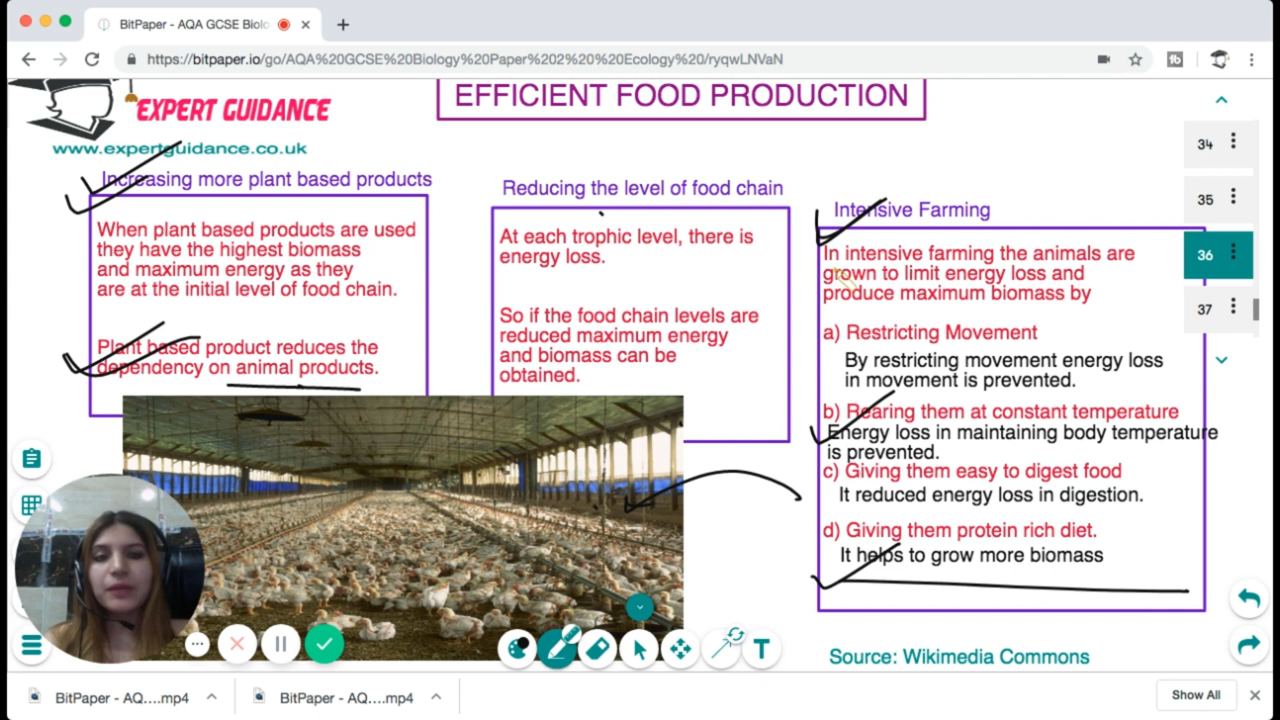 BitPaper - AQA GCSE Biolo
https://bitpaper.io/go/AQA%20GCSE%20Biology%20Paper%202%20%20Ecology%20/ryqwLNVaN
EXPERT GUIDANCE
www.expertguidance.co.uk
EFFICIENT FOOD PRODUCTION
Increasing more plant based products
When plant based products are used
they have the highest biomass
and maximum energy as they
are at the initial level of food chain.
Plant based product reduces the
dependency on animal products.
Reducing the level of food chain
At each trophic level, there is
energy loss.
So if the food chain levels are
reduced maximum energy
and biomass can be
obtained.
Intensive Farming
In intensive farming the animals are
grown to limit energy loss and
produce maximum biomass by
a) Restricting Movement
By restricting movement energy loss
in movement is prevented.
b) Rearing them at constant temperature
Energy loss in maintaining body temperature
is prevented.
c) Giving them easy to digest food
It reduced energy loss in digestion.
d) Giving them protein rich diet.
It helps to grow more biomass
Source: Wikimedia Commons
34
35
36
37
T
BitPaper - AQ....mp4
BitPaper - AQ....mp4
Show All